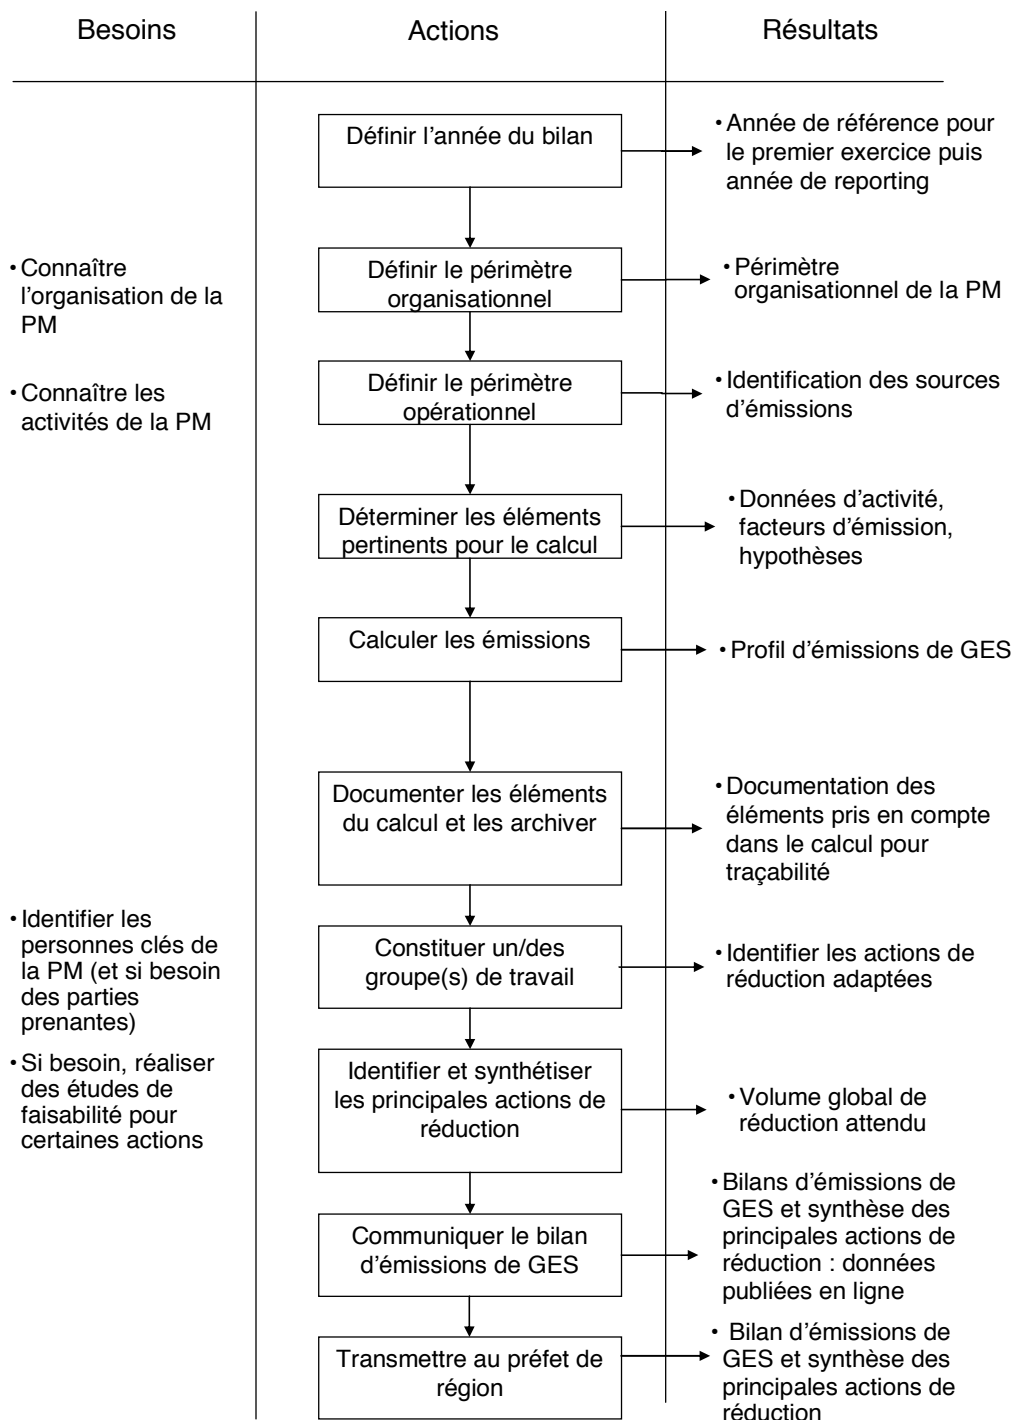 Besoins
Actions
Résultats
Définir l’année du bilan
• Année de référence pour
le premier exercice puis
année de reporting
• Connaître
l’organisation de la
PM
Définir le périmètre
organisationnel
• Périmètre
organisationnel de la PM
• Connaître les
activités de la PM
Définir le périmètre
opérationnel
• Identification des sources
d’émissions
Déterminer les éléments
pertinents pour le calcul
• Données d’activité,
facteurs d’émission,
hypothèses
Calculer les émissions
• Profil d’émissions de GES
Documenter les éléments
du calcul et les archiver
• Documentation des
éléments pris en compte
dans le calcul pour
traçabilité
• Identifier les
personnes clés de
la PM (et si besoin
des parties
prenantes)
Constituer un/des
groupe(s) de travail
• Identifier les actions de
réduction adaptées
• Si besoin, réaliser
des études de
faisabilité pour
certaines actions
Identifier et synthétiser
les principales actions de
réduction
• Volume global de
réduction attendu
Communiquer le bilan
d’émissions de GES
• Bilans d’émissions de
GES et synthèse des
principales actions de
réduction : données
publiées en ligne
Transmettre au préfet de
région
• Bilan d’émissions de
GES et synthèse des
principales actions de
réduction